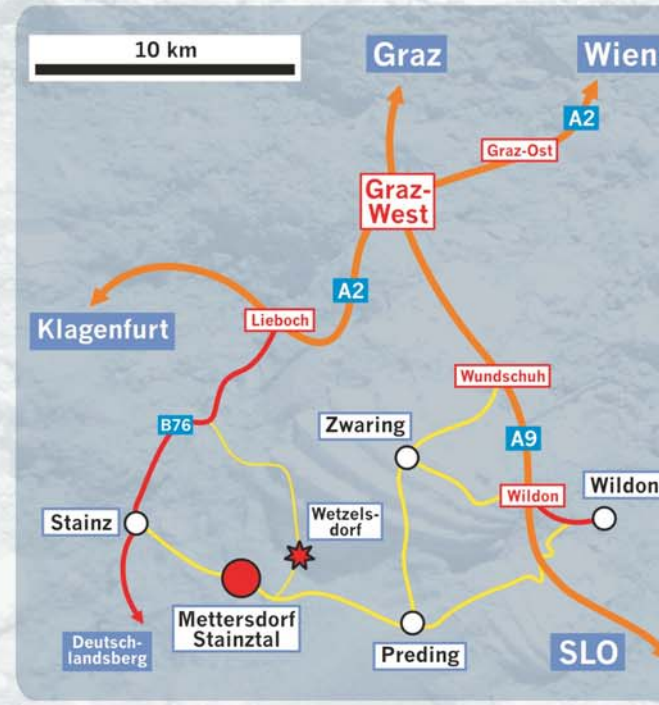 10 km
Graz
Wien
A2
Graz-Ost
Graz-
West
A2
Klagenfurt
Lieboch
Wundschuh
B76
Zwaring
A9
Wildon
Wildon
Stainz
Wetzels-
dorf
Mettersdorf
Stainztal
Deutsch-
landsberg
Preding
SLO